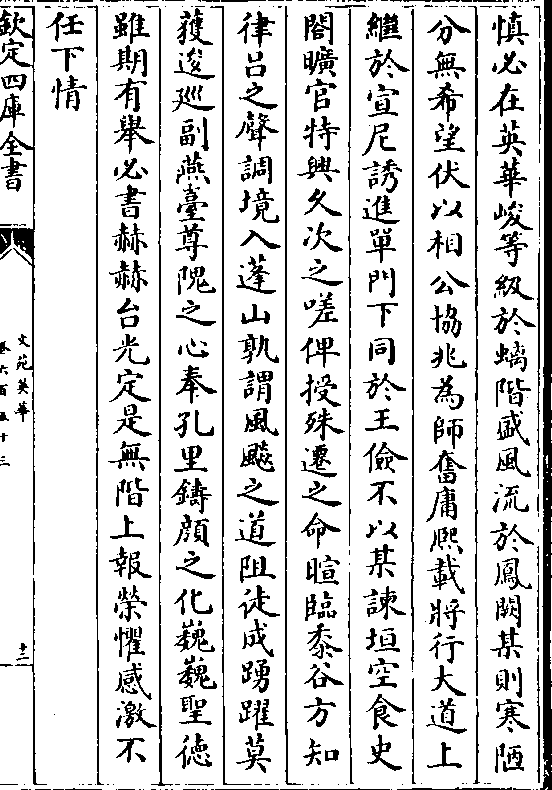 慎必在英華峻等級於螭階盛風流於鳳闕某則寒陋
分無希望伏以相公協兆為師奮庸熙載將行大道上
繼於宣尼誘進單門下同於王儉不以某諫垣空食史
閣曠官特興久次之嗟俾授殊遷之命暄臨黍谷方知
律吕之聲調境入蓬山孰謂風飈之道阻徒成踴躍莫
獲逡廵副燕臺尊隗之心奉孔里鑄顔之化巍巍聖德
雖期有舉必書赫赫台光定是無階上報榮懼感激不
任下情
欽定四庫全書
文苑英華
卷六百五十三
十二